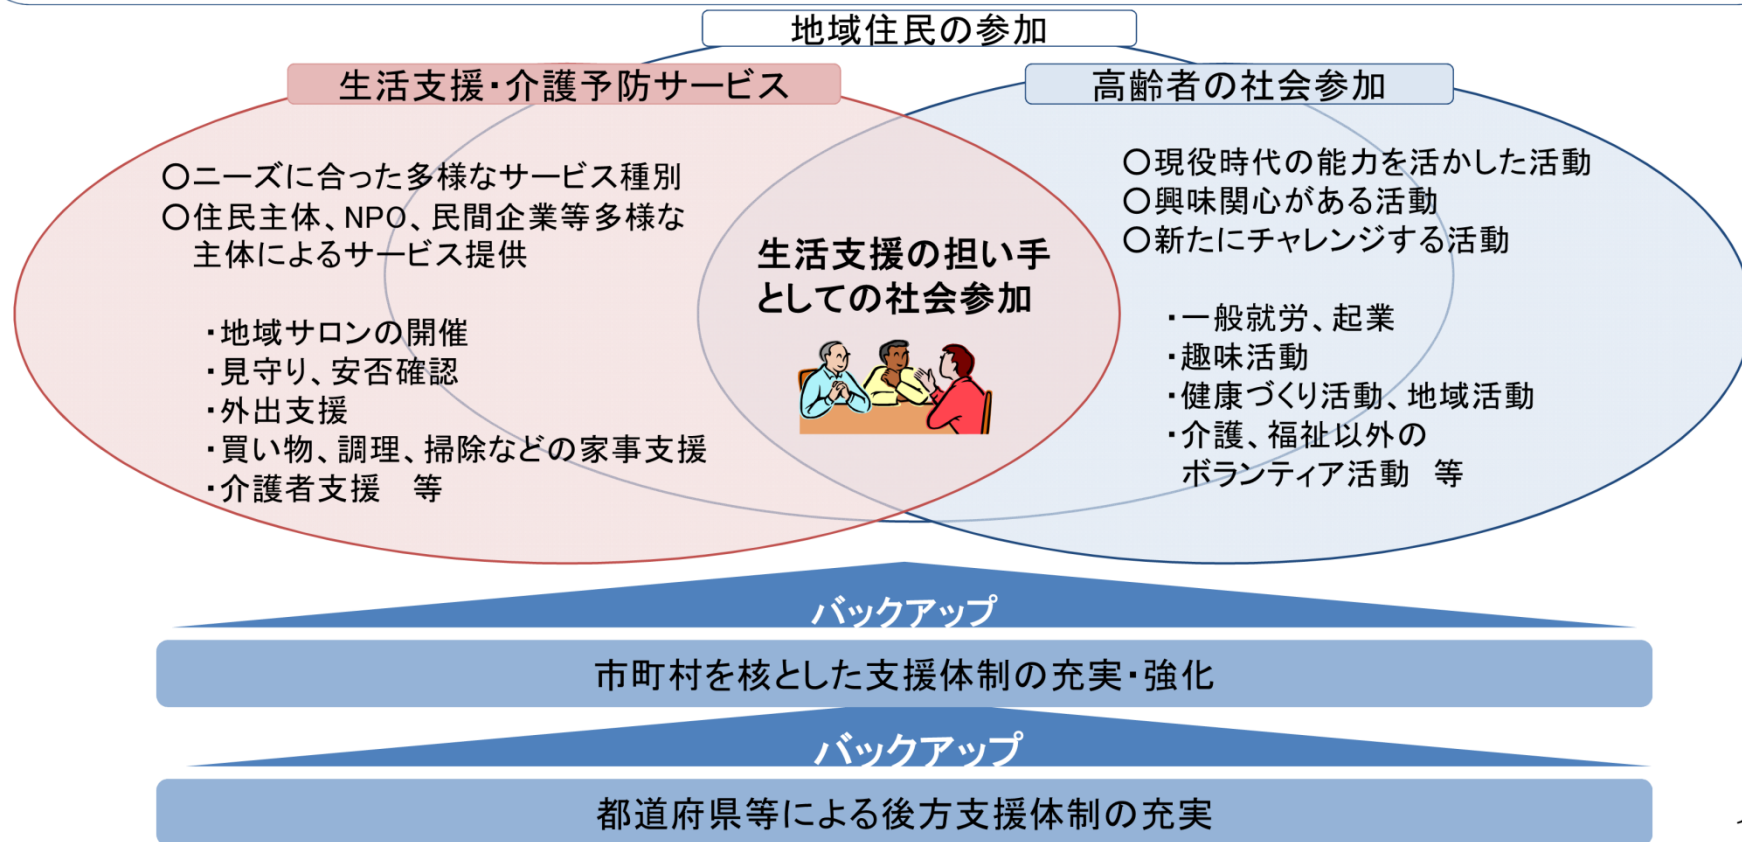 地域住民の参加
生活支援・介護予防サービス
○ニーズに合った多様なサービス種別
○住民主体、NPO、民間企業等多様な
主体によるサービス提供
・地域サロンの開催
・見守り、安否確認
・外出支援
・買い物、調理、掃除などの家事支援
・介護者支援　等
生活支援の担い手
としての社会参加
高齢者の社会参加
○現役時代の能力を活かした活動
○興味関心がある活動
○新たにチャレンジする活動
・一般就労、起業
・趣味活動
・健康づくり活動、地域活動
・介護、福祉以外の
ボランティア活動　等
バックアップ
市町村を核とした支援体制の充実・強化
バックアップ
都道府県等による後方支援体制の充実